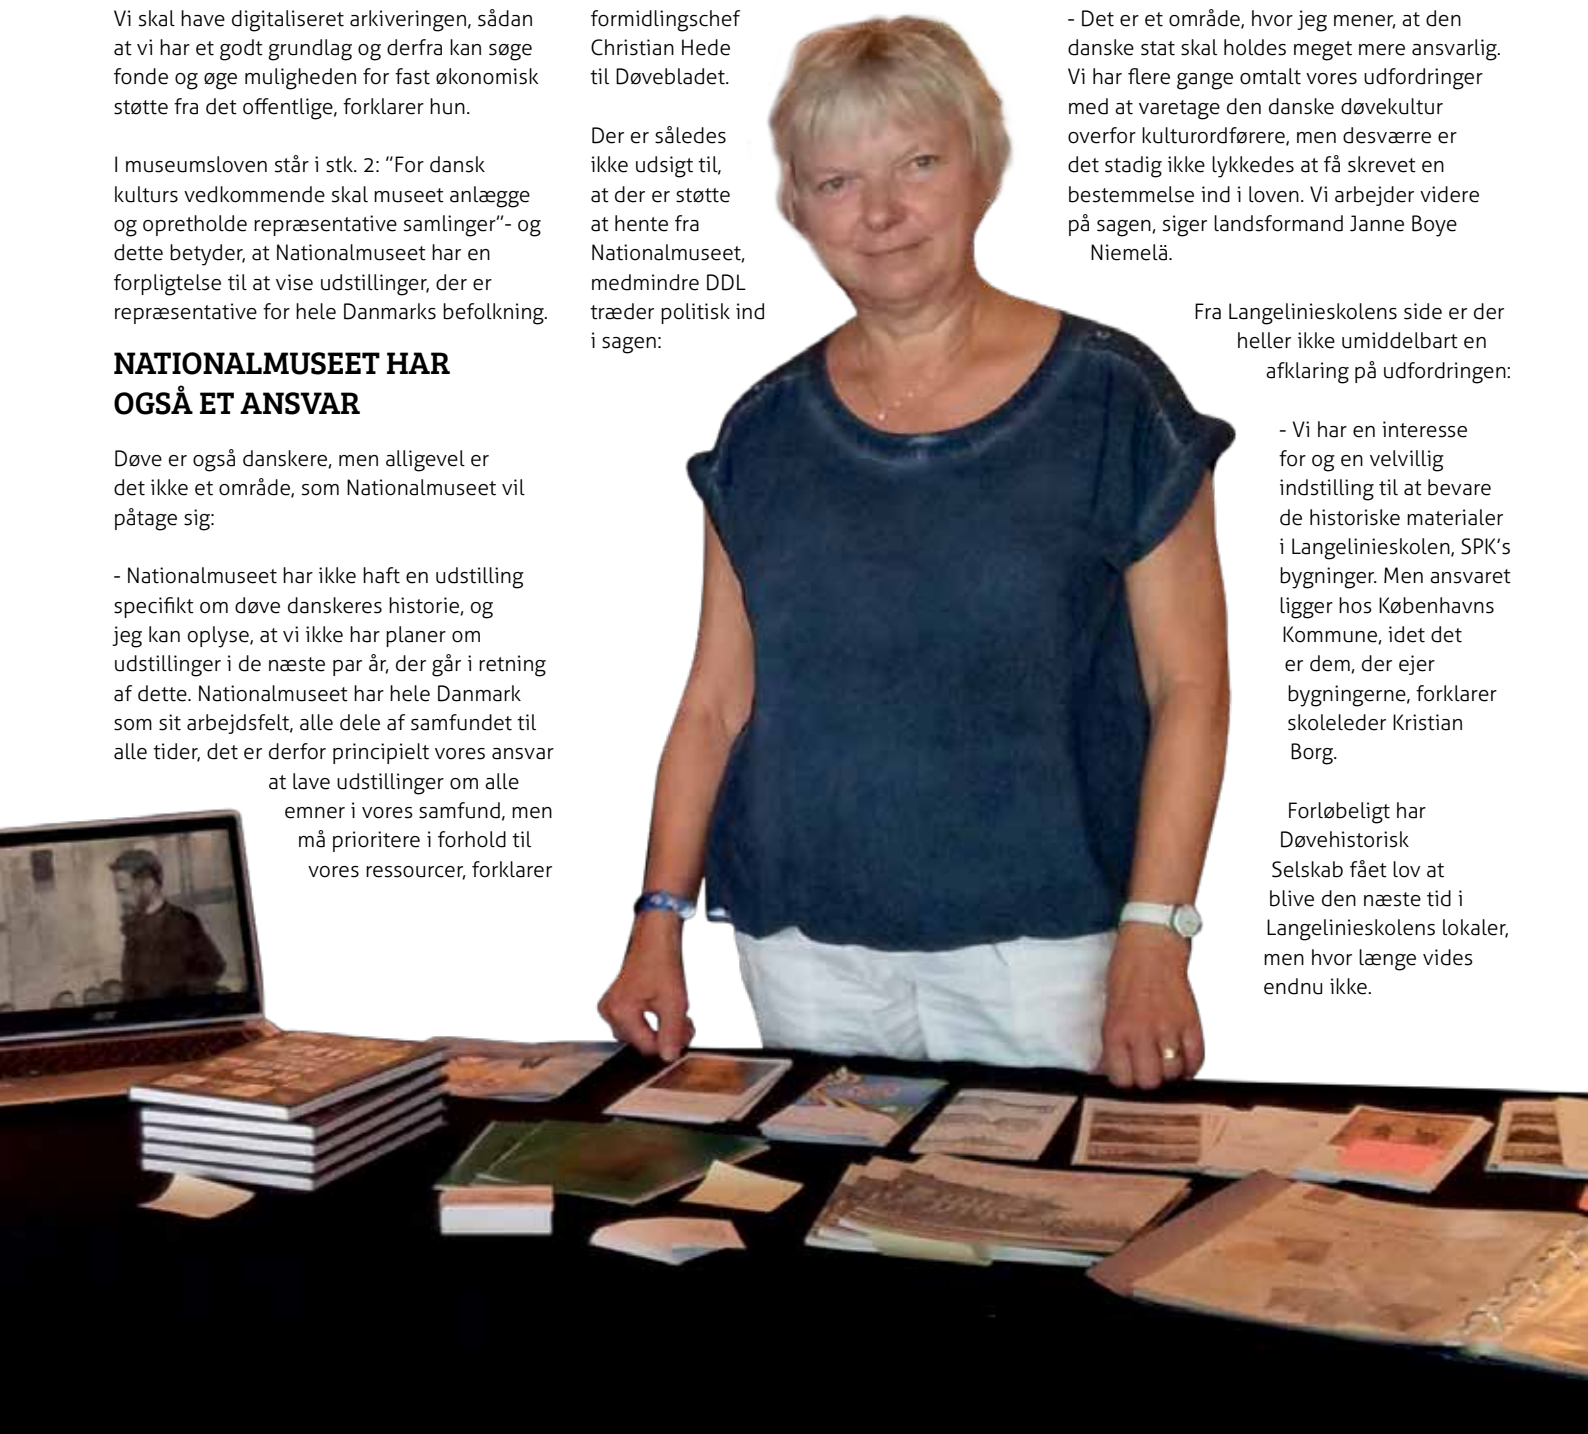 Vi skal have digitaliseret arkiveringen, sådan
at vi har et godt grundlag og derfra kan søge
fonde og øge muligheden for fast økonomisk
støtte fra det offentlige, forklarer hun.
I museumsloven står i stk. 2: ”For dansk
kulturs vedkommende skal museet anlægge
og opretholde repræsentative samlinger”- og
dette betyder, at Nationalmuseet har en
forpligtelse til at vise udstillinger, der er
repræsentative for hele Danmarks befolkning.
NATIONALMUSEET HAR
OGSÅ ET ANSVAR
Døve er også danskere, men alligevel er
det ikke et område, som Nationalmuseet vil
påtage sig:
- Nationalmuseet har ikke haft en udstilling
specifikt om døve danskeres historie, og
jeg kan oplyse, at vi ikke har planer om
udstillinger i de næste par år, der går i retning
af dette. Nationalmuseet har hele Danmark
som sit arbejdsfelt, alle dele af samfundet til
alle tider, det er derfor principielt vores ansvar
at lave udstillinger om alle
emner i vores samfund, men
må prioritere i forhold til
vores ressourcer, forklarer
formidlingschef
Christian Hede
til Døvebladet.
Der er således
ikke udsigt til,
at der er støtte
at hente fra
Nationalmuseet,
medmindre DDL
træder politisk ind
i sagen:
- Det er et område, hvor jeg mener, at den
danske stat skal holdes meget mere ansvarlig.
Vi har flere gange omtalt vores udfordringer
med at varetage den danske døvekultur
overfor kulturordførere, men desværre er
det stadig ikke lykkedes at få skrevet en
bestemmelse ind i loven. Vi arbejder videre
på sagen, siger landsformand Janne Boye
Niemelä.
Fra Langelinieskolens side er der
heller ikke umiddelbart en
afklaring på udfordringen:
- Vi har en interesse
for og en velvillig
indstilling til at bevare
de historiske materialer
i Langelinieskolen, SPK’s
bygninger. Men ansvaret
ligger hos Københavns
Kommune, idet det
er dem, der ejer
bygningerne, forklarer
skoleleder Kristian
Borg.
Forløbeligt har
Døvehistorisk
Selskab fået lov at
blive den næste tid i
Langelinieskolens lokaler,
men hvor længe vides
endnu ikke.